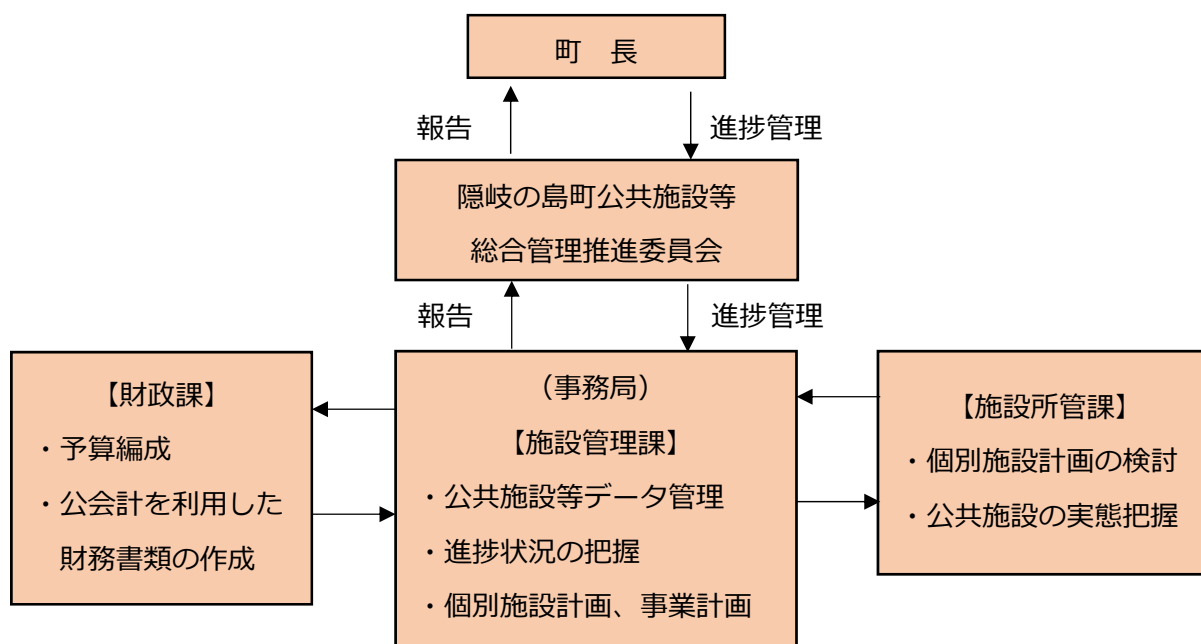 町　長
報告
進捗管理
隠岐の島町公共施設等
総合管理推進委員会
報告
進捗管理
【財政課】
・予算編成
・公会計を利用した
財務書類の作成
（事務局）
【施設管理課】
・公共施設等データ管理
・進捗状況の把握
・個別施設計画、事業計画
【施設所管課】
・個別施設計画の検討
・公共施設の実態把握